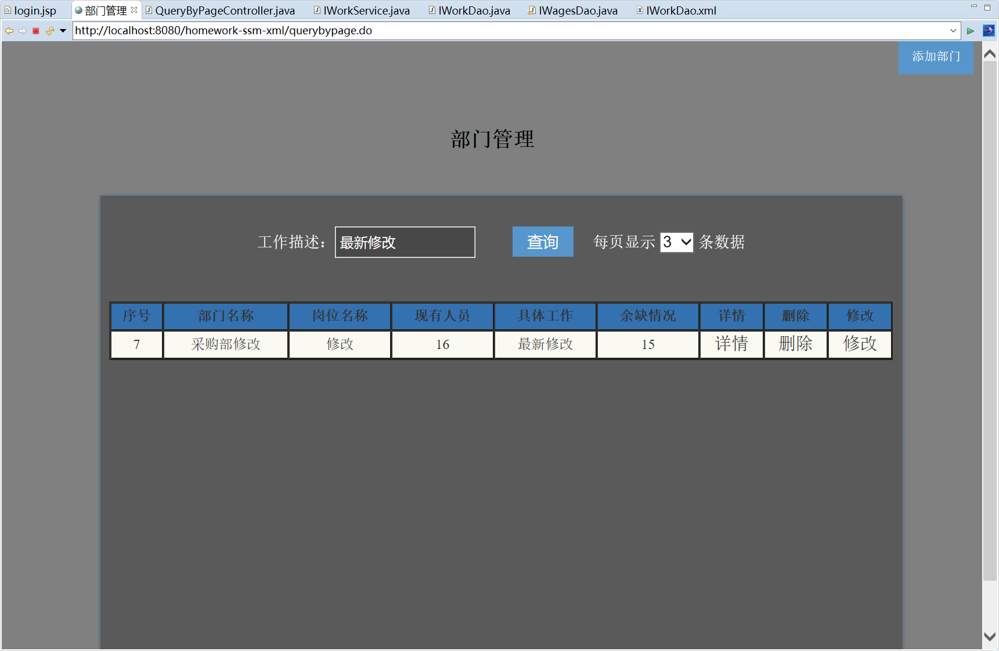 login.jsp 部门管理 QueryByPageController.java IWorkService.java IWorkDao.java IWagesDao.java IWorkDao.xml
http://localhost:8080/homework-ssm-xml/querybypage.do
添加部门
部门管理
工作描述： 最新修改 查询 每页显示 3 条数据
序号 部门名称 岗位名称 现有人员 具体工作 余缺情况 详情 删除 修改
7 采购部修改 修改 16 最新修改 15 详情 删除 修改